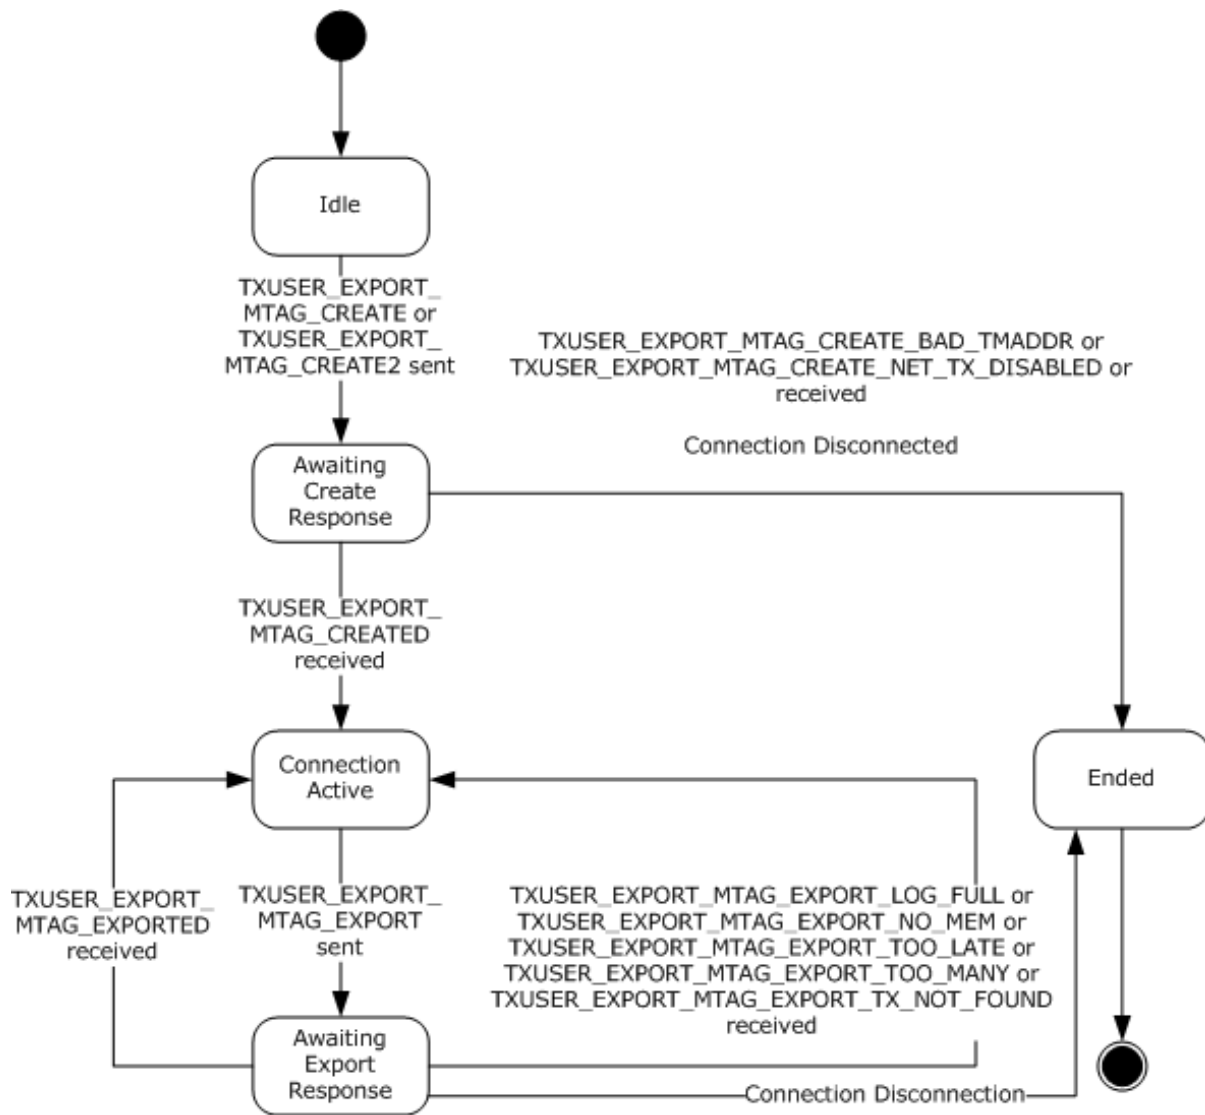 Idle
TXUSER_EXPORT_
MTAG_CREATE or
TXUSER_EXPORT_
MTAG_CREATE2 sent
TXUSER_EXPORT_MTAG_CREATE_BAD_TMADDR or
TXUSER_EXPORT_MTAG_CREATE_NET_TX_DISABLED or
received
Connection Disconnected
Awaiting
Create
Response
TXUSER_EXPORT_
MTAG_CREATED
received
Connection
Active
Ended
TXUSER_EXPORT_
MTAG_EXPORTED
received
TXUSER_EXPORT_
MTAG_EXPORT
sent
TXUSER_EXPORT_MTAG_EXPORT_LOG_FULL or
TXUSER_EXPORT_MTAG_EXPORT_NO_MEM or
TXUSER_EXPORT_MTAG_EXPORT_TOO_LATE or
TXUSER_EXPORT_MTAG_EXPORT_TOO_MANY or
TXUSER_EXPORT_MTAG_EXPORT_TX_NOT_FOUND
received
Awaiting
Export
Response
Connection Disconnection